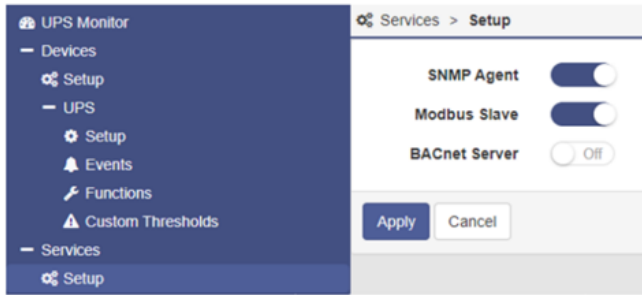 UPS Monitor
Devices
Setup
UPS
Setup
Events
Functions
Custom Thresholds
Services
Setup
Services > Setup
SNMP Agent
Modbus Slave
BACnet Server Off
Apply Cancel